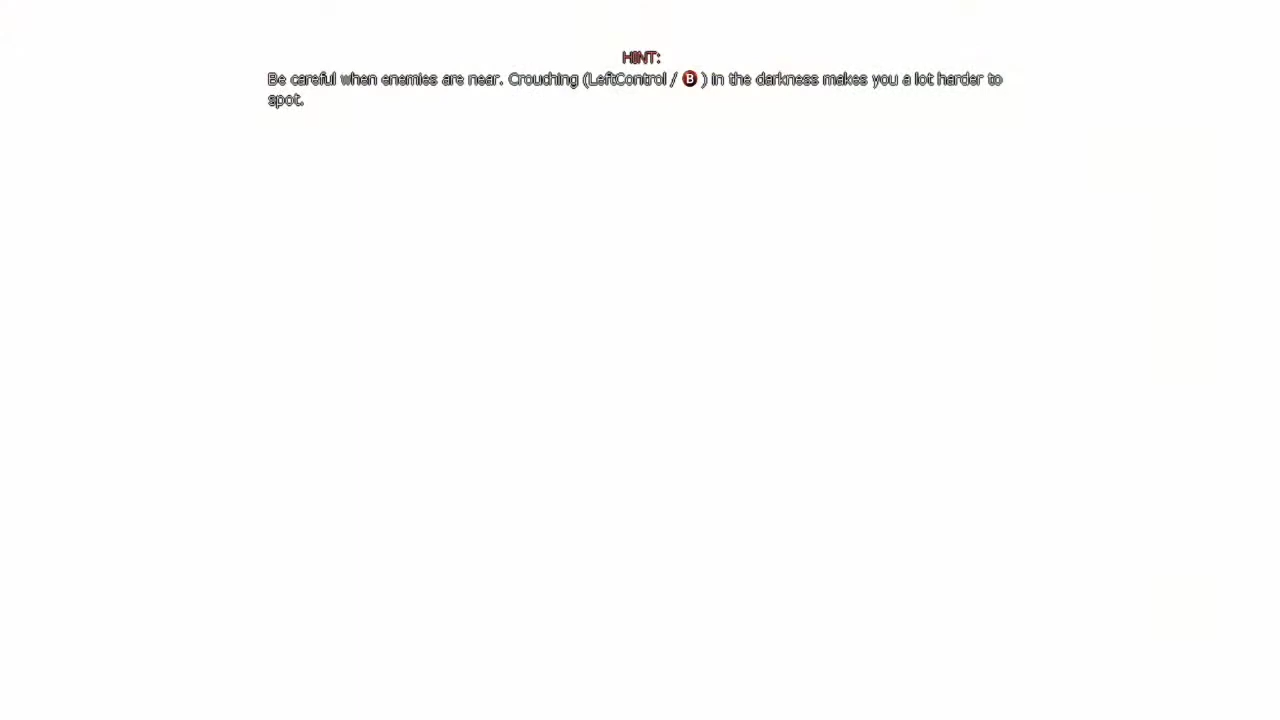 HINT:
Be careful when enemies are near. Crouching (LeftControl / B ) in the darkness makes you a lot harder to
spot.